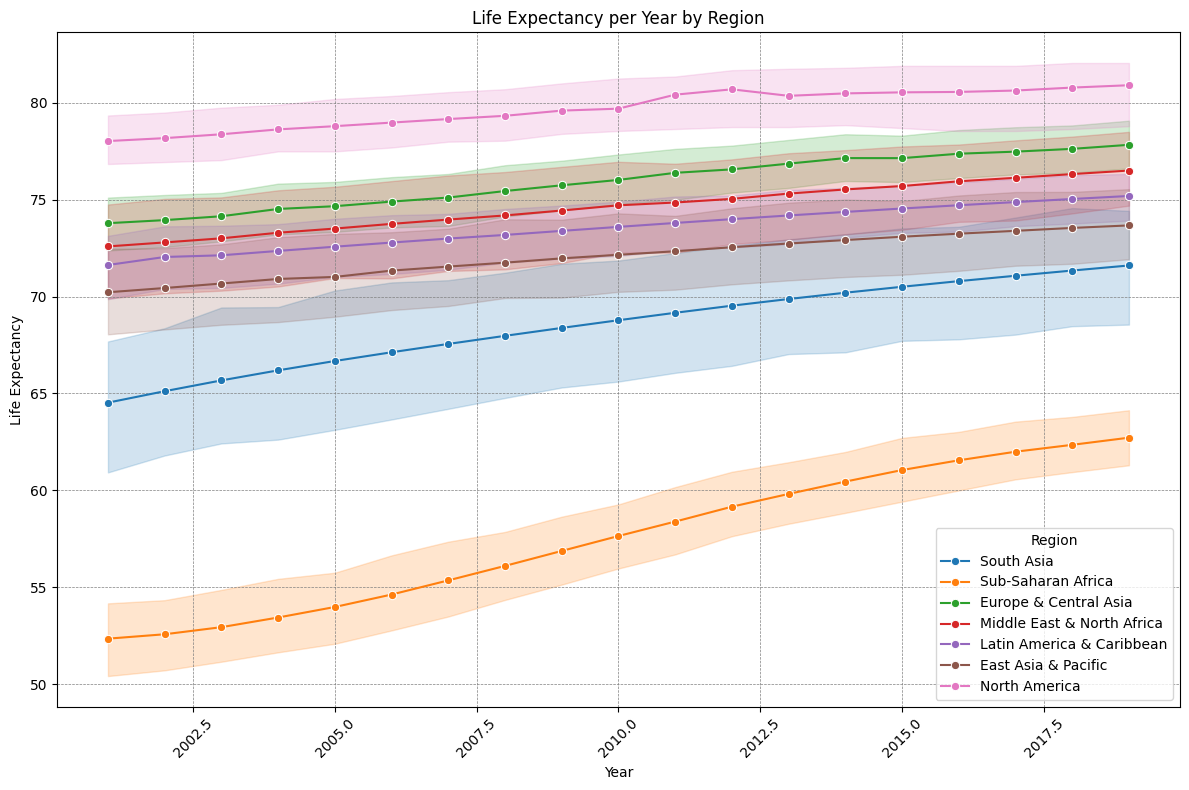 Life Expectancy per Year by Region
Life Expectancy
80
75
70
65
60
55
50
2002.5
2005.0
2007.5
2010.0
2012.5
2015.0
2017.5
Year
Region
South Asia
Sub-Saharan Africa
Europe & Central Asia
Middle East & North Africa
Latin America & Caribbean
East Asia & Pacific
North America